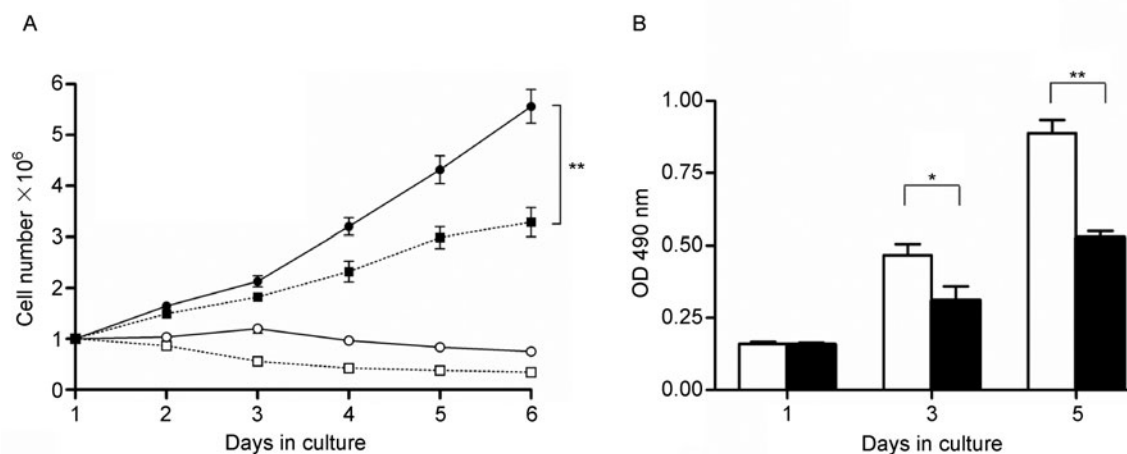 A
Cell number ×10⁶
6
5
4
3
2
1
0
1 2 3 4 5 6
Days in culture
**
B
OD 490 nm
1.00
0.75
0.50
0.25
0.00
*
**
1 3 5
Days in culture